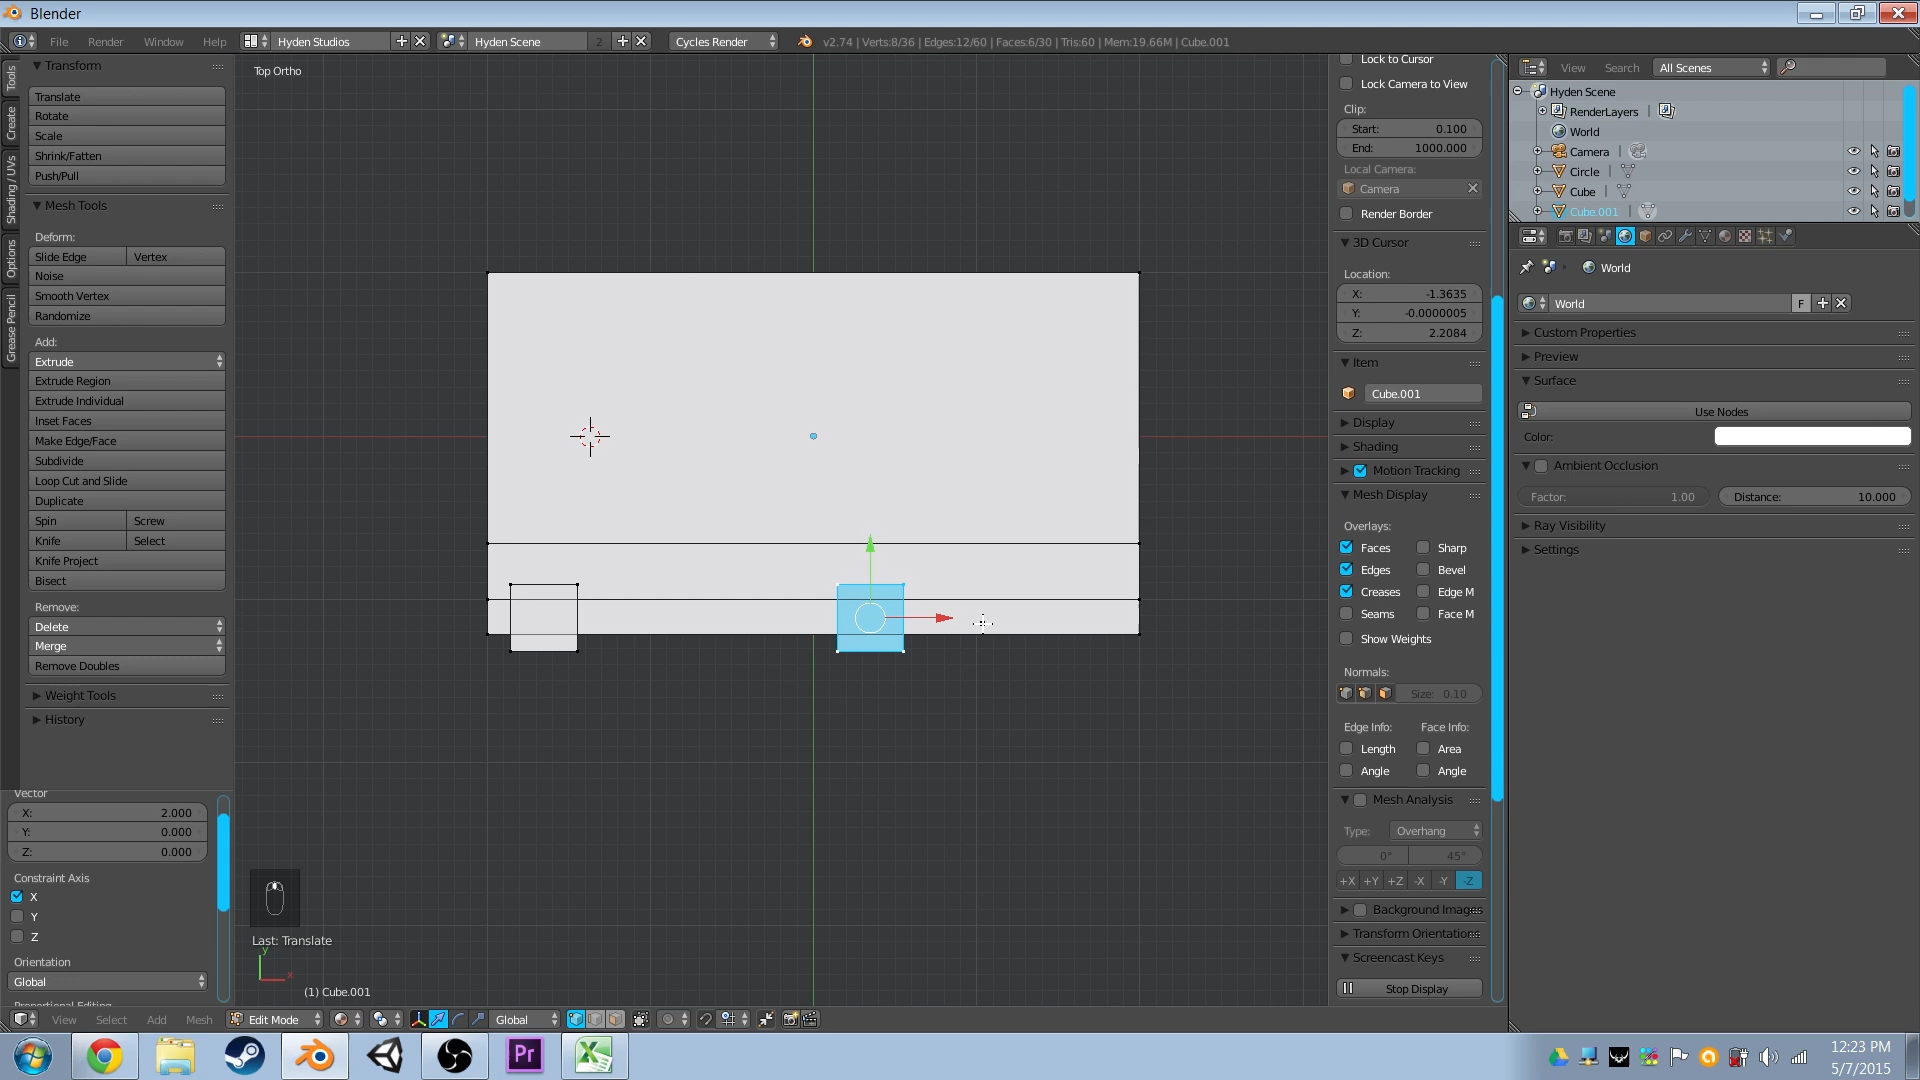 Blender
File Render Window Help Hyden Studios Hyden Scene 2 Cycles Render v2.74 | Verts:8/36 | Edges:12/60 | Faces:6/30 | Tris:60 | Mem:19.66M | Cube.001
Tools
Create
Shading / UVs
Options
Grease Pencil
Transform
Translate
Rotate
Scale
Shrink/Fatten
Push/Pull
Mesh Tools
Deform:
Slide Edge Vertex
Noise
Smooth Vertex
Randomize
Add:
Extrude
Extrude Region
Extrude Individual
Inset Faces
Make Edge/Face
Subdivide
Loop Cut and Slide
Duplicate
Spin Screw
Knife Select
Knife Project
Bisect
Remove:
Delete
Merge
Remove Doubles
Weight Tools
History
Vector
X: 2.000
Y: 0.000
Z: 0.000
Constraint Axis
X
Y
Z
Orientation
Global
Proportional Editing
Top Ortho
Last: Translate
y
x
(1) Cube.001
View Select Add Mesh Edit Mode Global
Lock to Cursor
Lock Camera to View
Clip:
Start: 0.100
End: 1000.000
Local Camera:
Camera
Render Border
3D Cursor
Location:
X: -1.3635
Y: -0.0000005
Z: 2.2084
Item
Cube.001
Display
Shading
Motion Tracking
Mesh Display
Overlays:
Faces Sharp
Edges Bevel
Creases Edge M
Seams Face M
Show Weights
Normals:
Size: 0.10
Edge Info: Face Info:
Length Area
Angle Angle
Mesh Analysis
Type: Overhang
0° 45°
+X +Y +Z -X -Y -Z
Background Images
Transform Orientations
Screencast Keys
Stop Display
View Search All Scenes
Hyden Scene
RenderLayers
World
Camera
Circle
Cube
Cube.001
World
World F
Custom Properties
Preview
Surface
Use Nodes
Color:
Ambient Occlusion
Factor: 1.00 Distance: 10.000
Ray Visibility
Settings
Pr
12:23 PM
5/7/2015